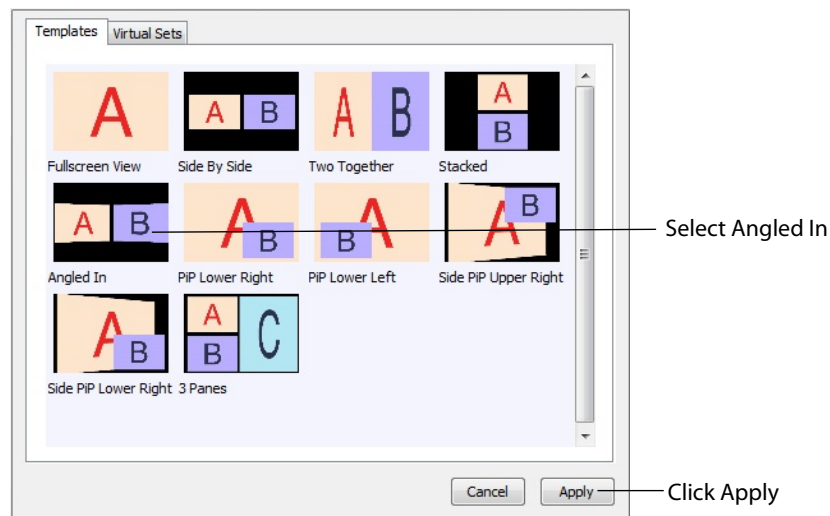 Templates Virtual Sets
A
A B
A B
A
B
Fullscreen View Side By Side Two Together Stacked
A B
A B
B A
A B
Select Angled In
Angled In PiP Lower Right PiP Lower Left Side PiP Upper Right
A B
A
B C
Side PiP Lower Right 3 Panes
Cancel Apply
Click Apply